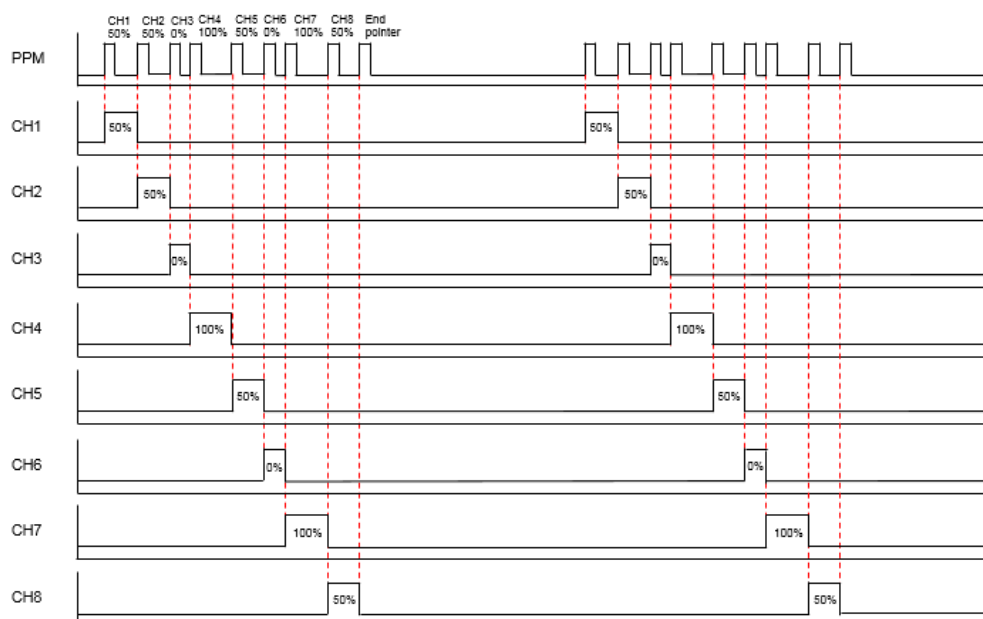 CH1 CH2 CH3 CH4 CH5 CH6 CH7 CH8 End
50% 50% 0% 100% 50% 0% 100% 50% pointer
PPM
CH1
50% 50%
CH2
50% 50%
CH3
0% 0%
CH4
100% 100%
CH5
50% 50%
CH6
0% 0%
CH7
100% 100%
CH8
50% 50%